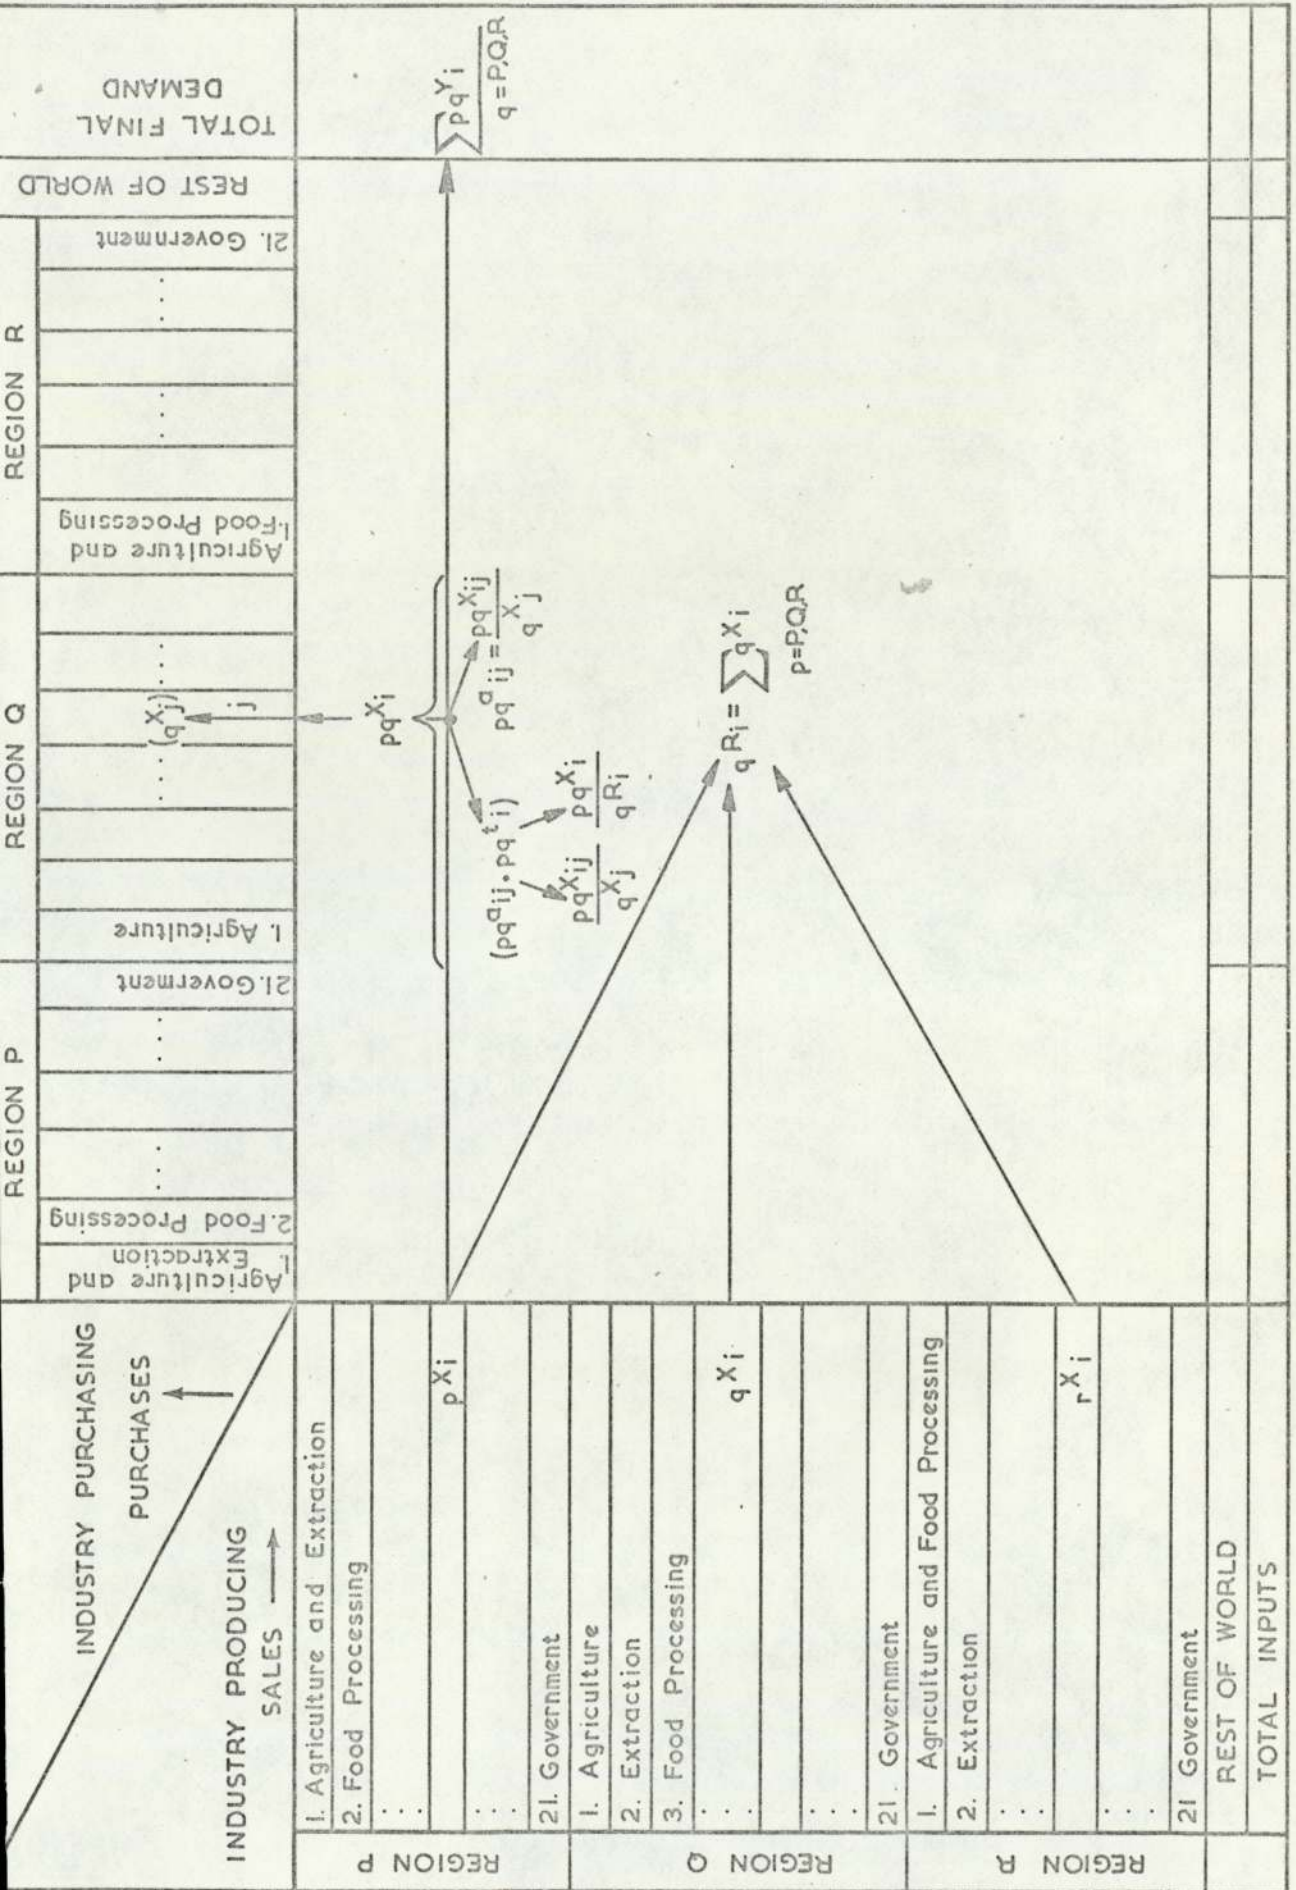 INDUSTRY PURCHASING
PURCHASES
INDUSTRY PRODUCING
SALES
REGION P
REGION Q
REGION R
REST OF WORLD
TOTAL FINAL
DEMAND
1. Agriculture and
Extraction
2. Food Processing
. . .
. . .
21. Goverment
1. Agriculture
. . .
(qXj)
j
. . .
1. Agriculture and
Food Processing
. . .
. . .
21. Government
REGION P
1. Agriculture and Extraction
2. Food Processing
. . .
pXi
. . .
21. Government
pqXi
∑pqYi
q = P,Q,R
(pqaij . pqti)
pqaij = pqXij / qXj
pqXij / qXj
pqXi / qRi
REGION Q
1. Agriculture
2. Extraction
3. Food Processing
. . .
qXi
. . .
21. Government
qRi = ∑qXi
p=P,Q,R
REGION R
1. Agriculture and Food Processing
2. Extraction
. . .
rXi
. . .
21 Government
REST OF WORLD
TOTAL INPUTS